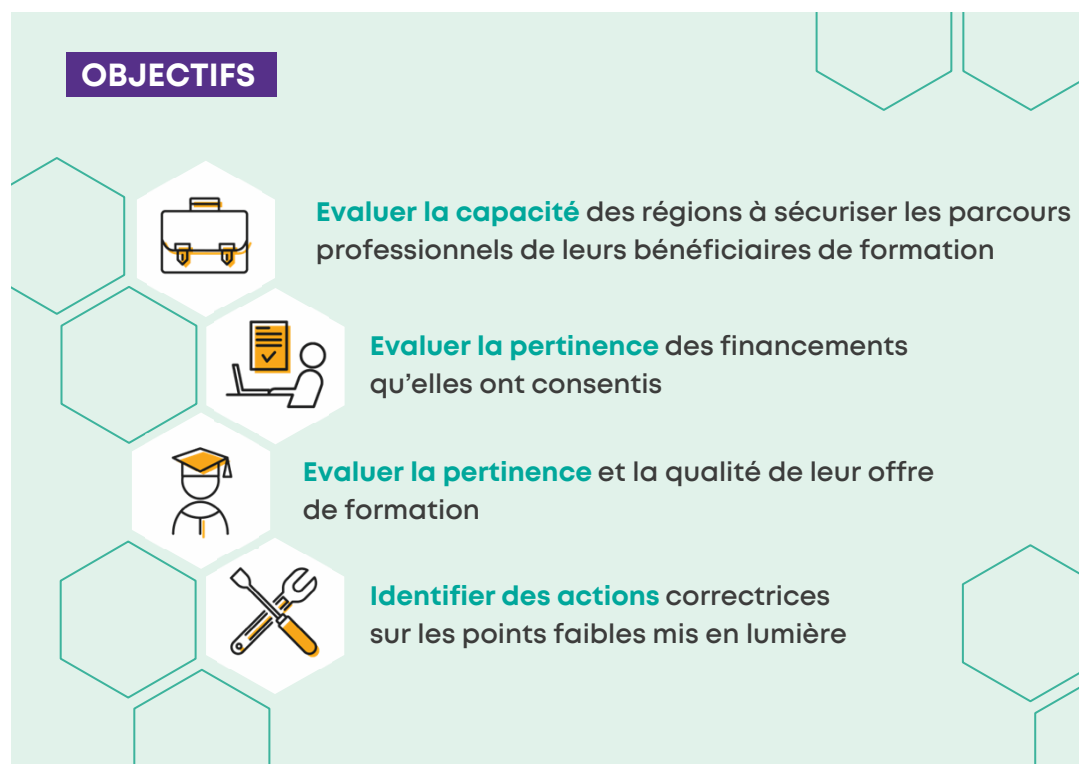 OBJECTIFS
Evaluer la capacité des régions à sécuriser les parcours
professionnels de leurs bénéficiaires de formation
Evaluer la pertinence des financements
qu’elles ont consentis
Evaluer la pertinence et la qualité de leur offre
de formation
Identifier des actions correctrices
sur les points faibles mis en lumière